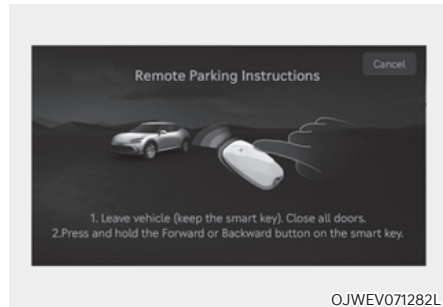 Cancel
Remote Parking Instructions
1. Leave vehicle (keep the smart key). Close all doors.
2.Press and hold the Forward or Backward button on the smart key.
OJWEV071282L